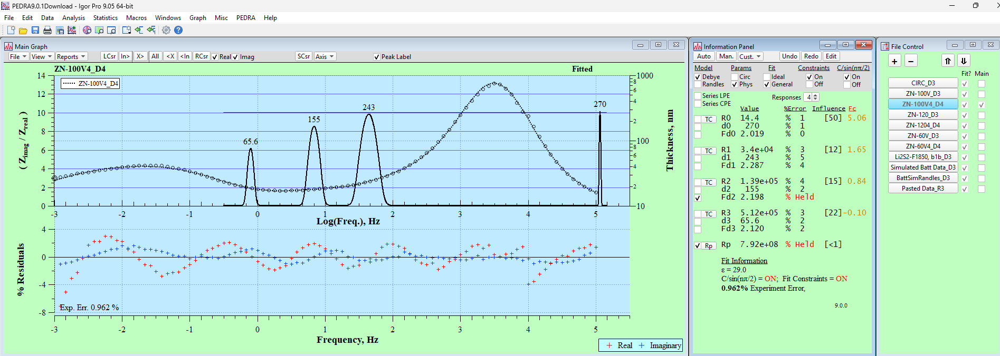 PEDRA9.0.1Download - Igor Pro 9.05 64-bit
File Edit Data Analysis Statistics Macros Windows Graph Misc PEDRA Help
Main Graph
File View Reports LCsr In> X> All <X <In RCsr Real Imag SCsr Axis Peak Label
ZN-100V4_D4 Fitted
ZN-100V4_D4
14
12
10
8
6
4
2
0
( Zimag / Zreal )
1000
8
6
4
2
100
8
6
4
2
10
Thickness, nm
65.6
155
243
270
-3 -2 -1 0 1 2 3 4 5
Log(Freq.), Hz
4
0
-4
-8
% Residuals
Exp. Err. 0.962 %
-3 -2 -1 0 1 2 3 4 5
Frequency, Hz
+ Real + Imaginary
Information Panel
Auto Man. Cust. Undo Redo Edit
Model Params Fit Constraints C/sin(nπ/2)
Debye Circ Ideal On On
Randles Phys General Off Off
Series LPE Responses 4
Series CPE
Value %Error Influence Fc
TC R0 14.4 % 1 [50] 5.06
d0 270 % 1
Fd0 2.019 % 0
TC R1 3.4e+04 % 3 [12] 1.65
d1 243 % 5
Fd1 2.287 % 4
TC R2 1.39e+05 % 4 [15] 0.84
d2 155 % 2
Fd2 2.198 % Held
TC R3 5.12e+05 % 3 [22] -0.10
d3 65.6 % 2
Fd3 2.120 % 2
Rp Rp 7.92e+08 % Held [<1]
Fit Information
ε = 29.0
C/sin(nπ/2) = ON; Fit Constraints = ON
0.962% Experiment Error,
9.0.0
File Control
+ − ⇑ ⇓
Fit? Main
CIRC_D3
ZN-100V_D3
ZN-100V4_D4
ZN-120_D3
ZN-1204_D4
ZN-60V_D3
ZN-60V4_D4
Li2S2-F1850, b1b_D3
Simulated Batt Data_D3
BattSimRandles_D3
Pasted Data_R3